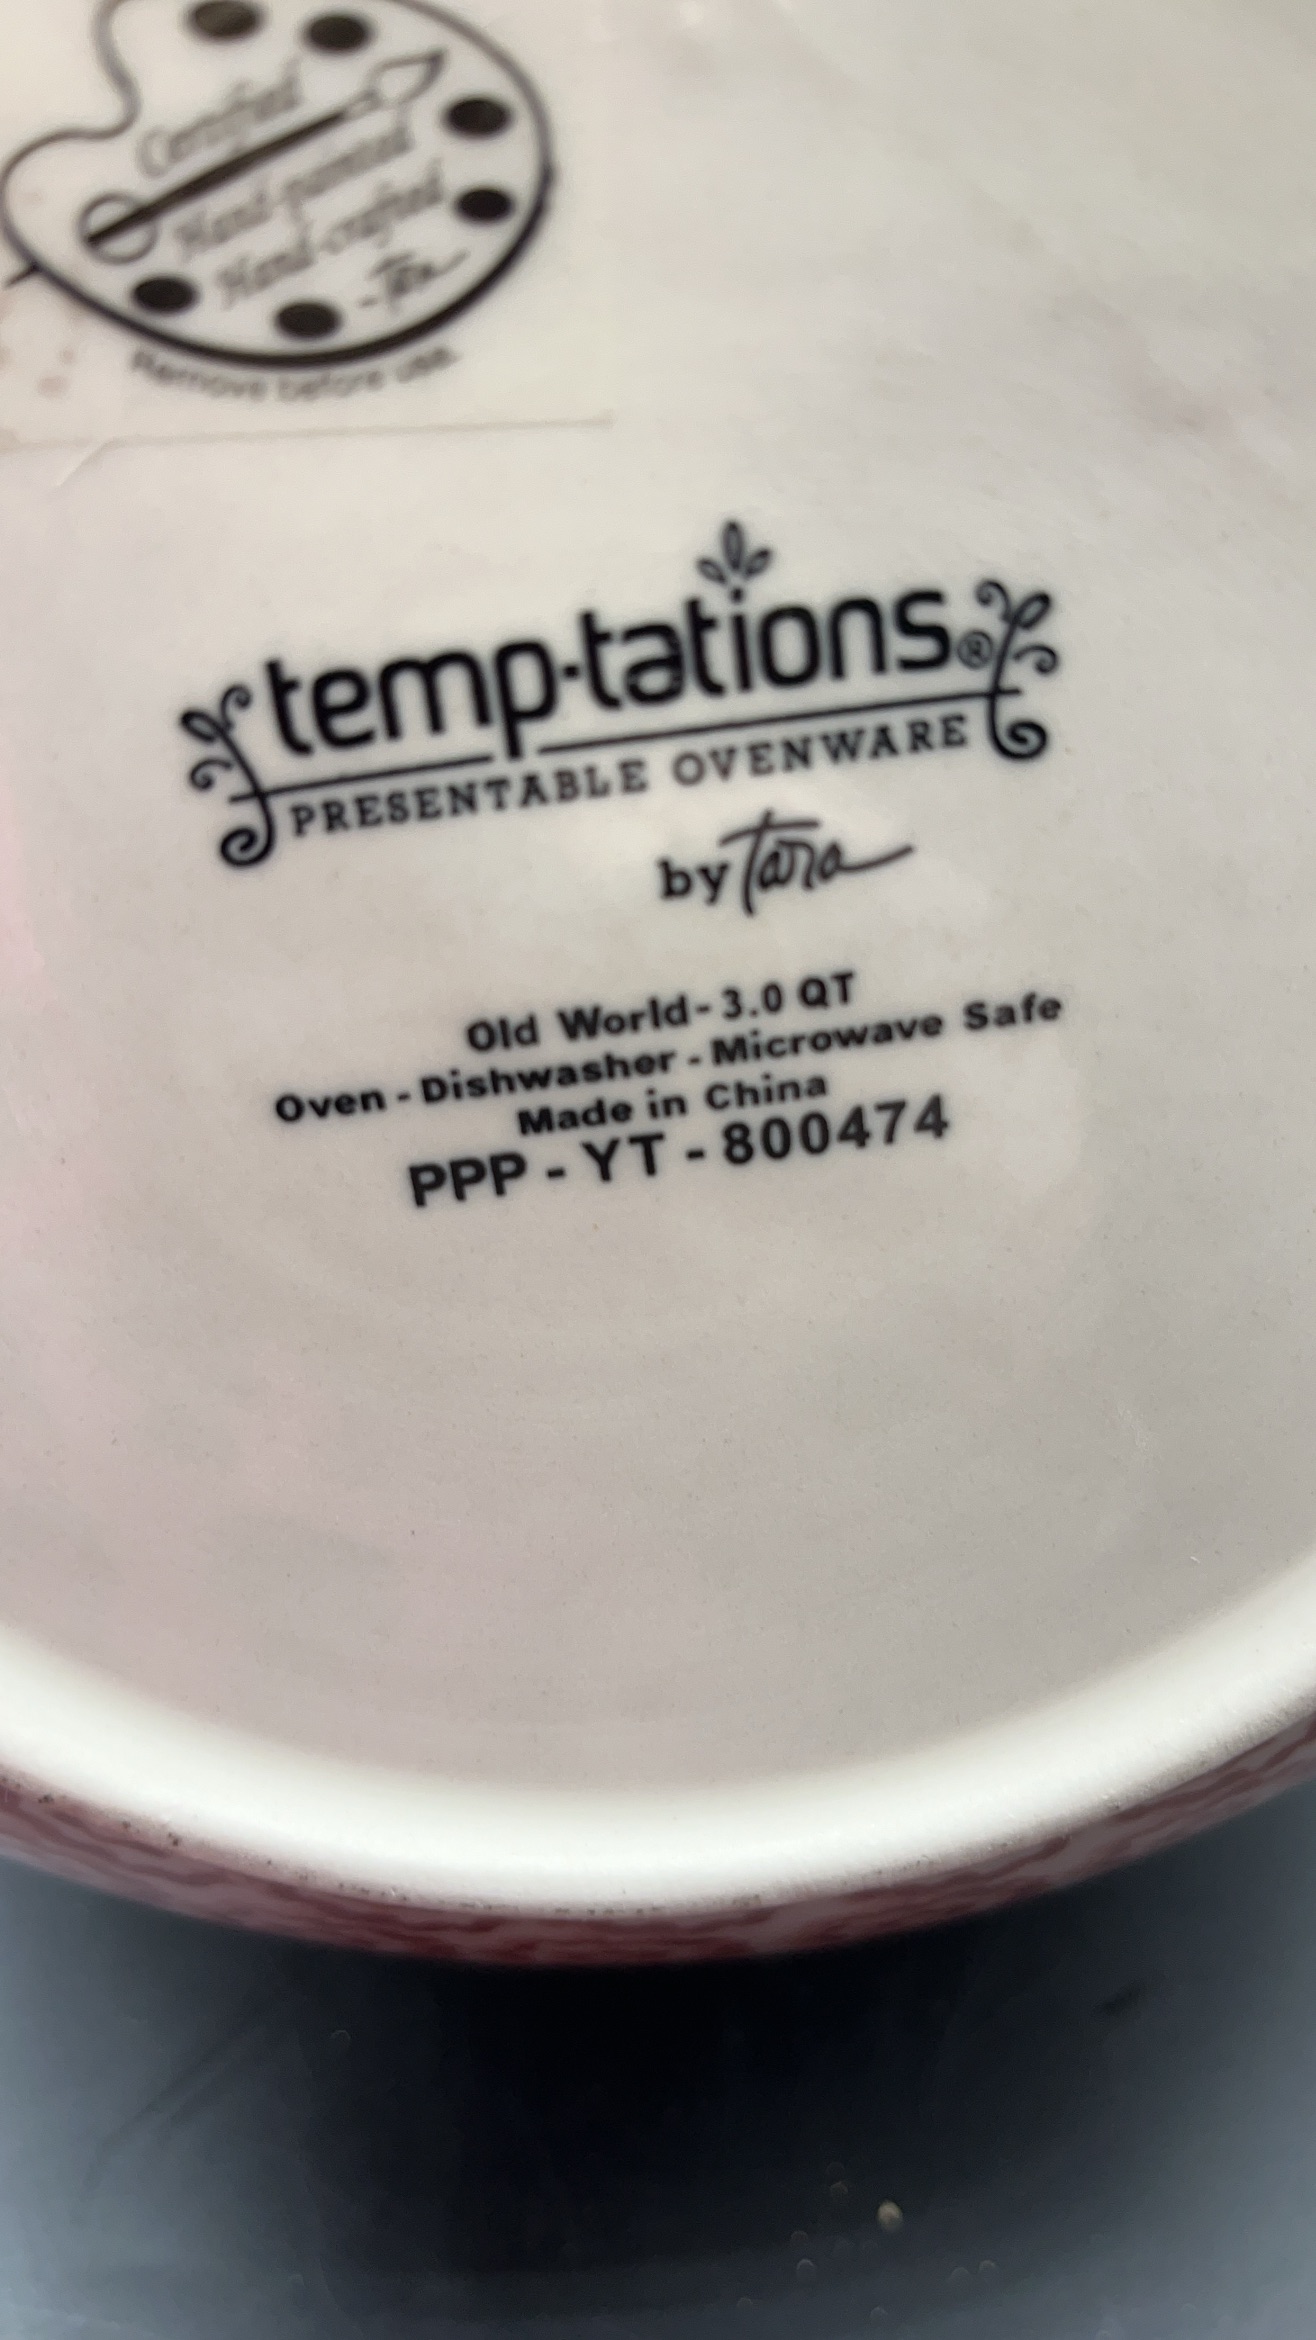 Certified
Hand-painted
Hand-crafted
-Tara
Remove before use.
temp·tations®
PRESENTABLE OVENWARE
by Tara
Old World- 3.0 QT
Oven - Dishwasher - Microwave Safe
Made in China
PPP - YT - 800474